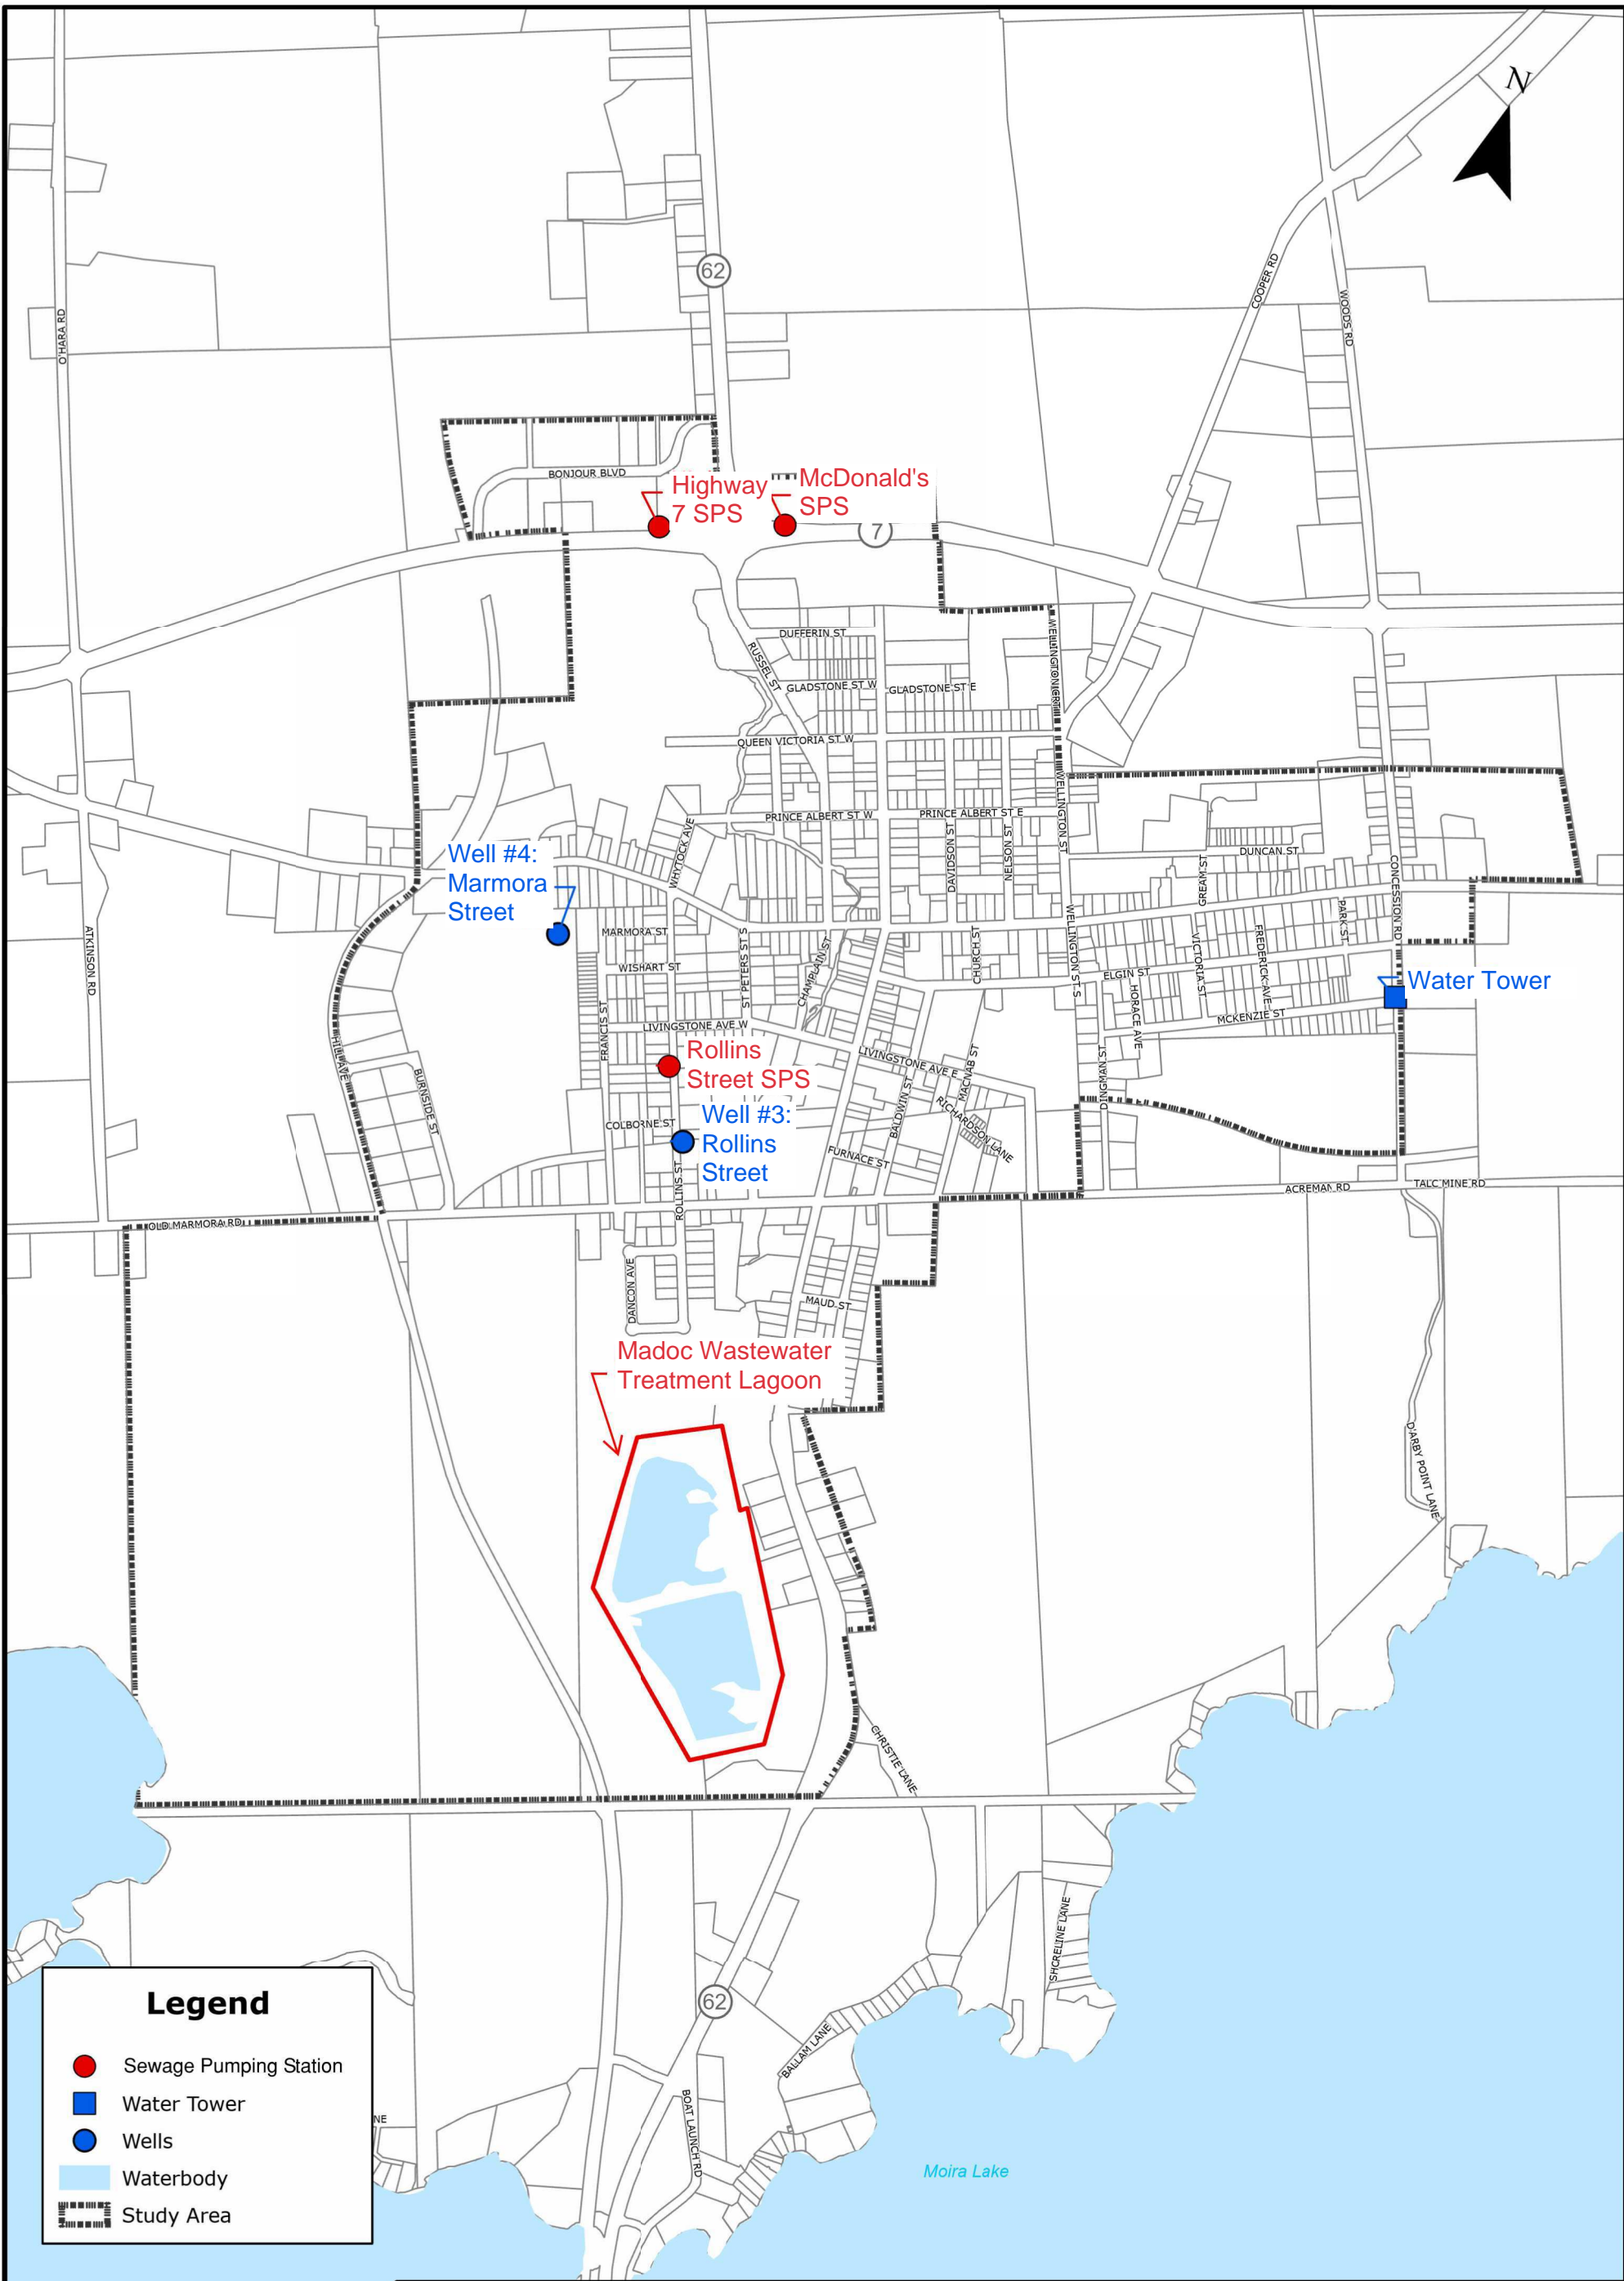 N
62
O'HARA RD
COOPER RD
WOODS RD
BONJOUR BLVD
Highway
7 SPS
McDonald's
SPS
7
DUFFERIN ST
RUSSEL ST
WELLINGTON CRT
GLADSTONE ST W
GLADSTONE ST E
QUEEN VICTORIA ST W
WELLINGTON ST
PRINCE ALBERT ST W
PRINCE ALBERT ST E
WHYTOCK AVE
DAVIDSON ST
NELSON ST
DUNCAN ST
Well #4:
Marmora
Street
CONCESSION RD
PARK ST
ATKINSON RD
MARMORA ST
ST PETERS ST S
WELLINGTON ST S
CHURCH ST
VICTORIA ST
FREDERICK AVE
WISHART ST
CHAMPLAIN ST
ELGIN ST
HORACE AVE
Water Tower
MCKENZIE ST
FRANCIS ST
LIVINGSTONE AVE W
HILL AVE
Rollins
Street SPS
LIVINGSTONE AVE E
MACNAB ST
DINGMAN ST
BURNSIDE ST
BALDWIN ST
RICHARDSON LANE
COLBORNE ST
Well #3:
Rollins
Street
FURNACE ST
ROLLINS ST
ACREMAN RD
TALC MINE RD
OLD MARMORA RD
DANCON AVE
MAUD ST
Madoc Wastewater
Treatment Lagoon
D'ARBY POINT LANE
CHRISTIE LANE
SHORELINE LANE
62
BALLAM LANE
BOAT LAUNCH RD
NE
Moira Lake
Legend
Sewage Pumping Station
Water Tower
Wells
Waterbody
Study Area